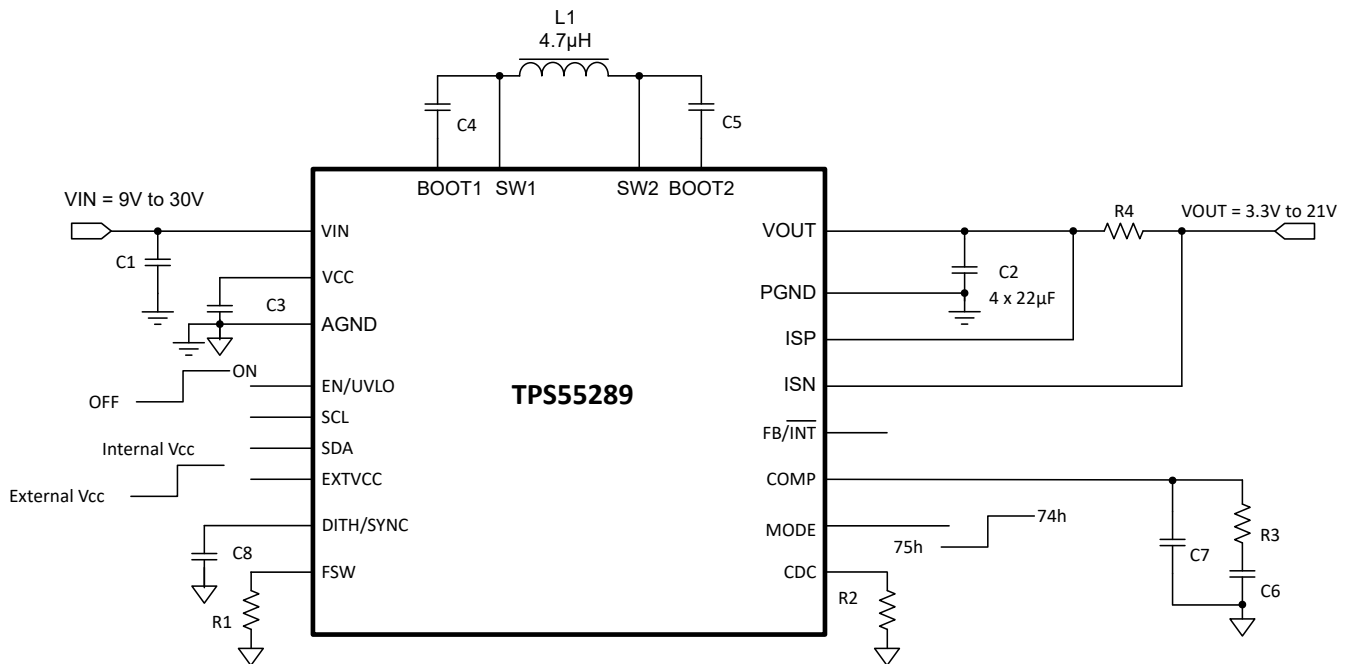 L1
4.7µH
C4
C5
BOOT1 SW1
SW2 BOOT2
VIN = 9V to 30V
C1
VIN
VCC
C3
AGND
ON
OFF
EN/UVLO
SCL
SDA
Internal Vcc
External Vcc
EXTVCC
DITH/SYNC
C8
FSW
R1
TPS55289
VOUT
R4
VOUT = 3.3V to 21V
C2
4 x 22µF
PGND
ISP
ISN
FB/INT
COMP
MODE
74h
75h
CDC
R2
C7
R3
C6